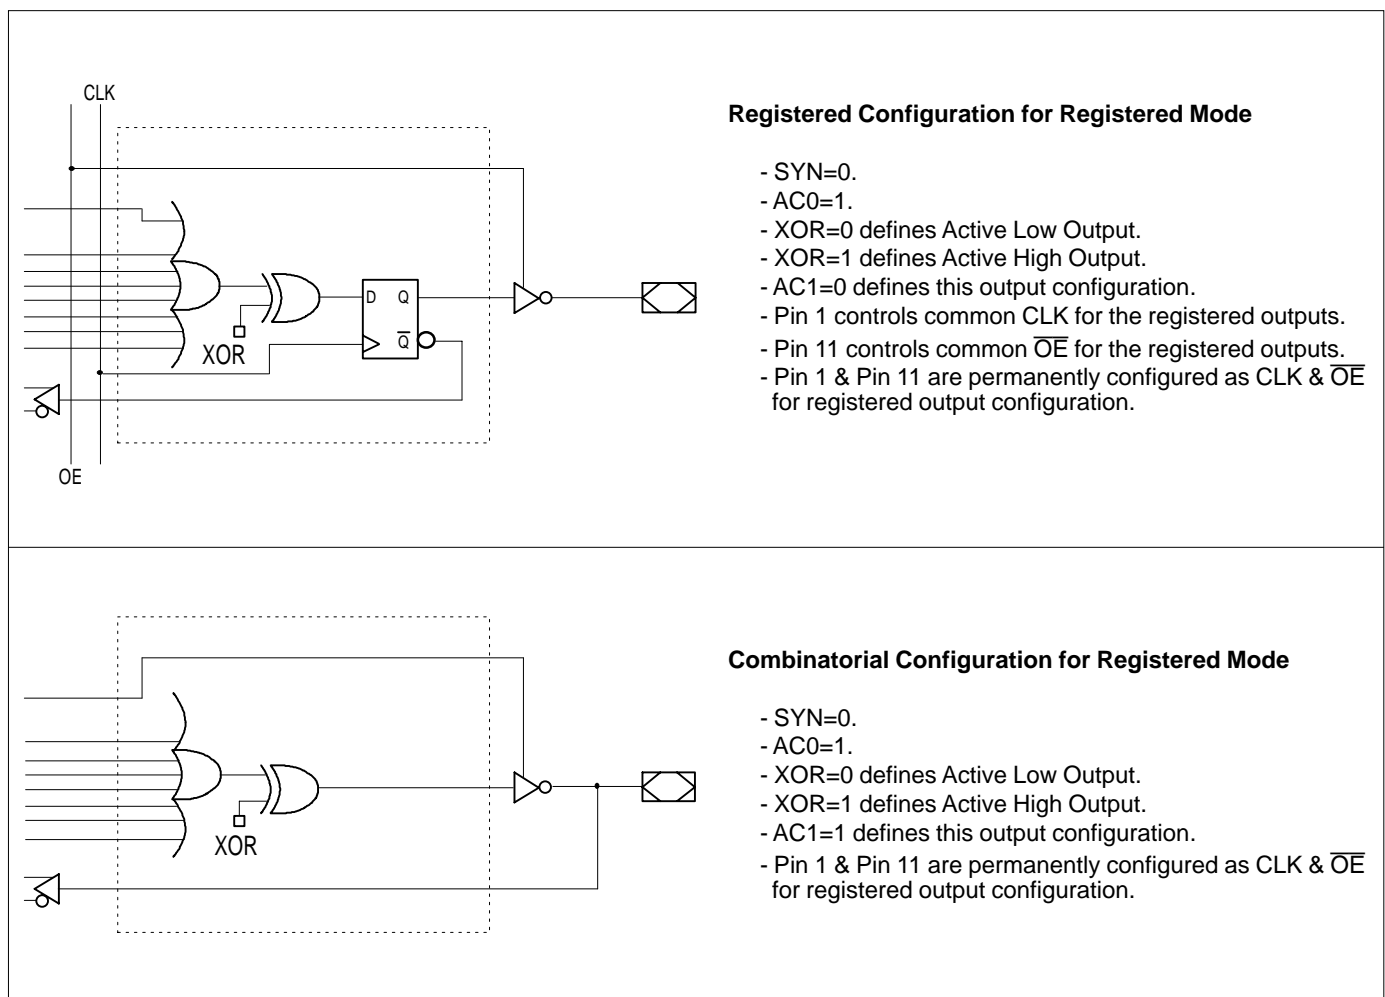 CLK
D Q
Q̅
XOR
OE
Registered Configuration for Registered Mode
- SYN=0.
- AC0=1.
- XOR=0 defines Active Low Output.
- XOR=1 defines Active High Output.
- AC1=0 defines this output configuration.
- Pin 1 controls common CLK for the registered outputs.
- Pin 11 controls common O̅E̅ for the registered outputs.
- Pin 1 & Pin 11 are permanently configured as CLK & O̅E̅
for registered output configuration.
XOR
Combinatorial Configuration for Registered Mode
- SYN=0.
- AC0=1.
- XOR=0 defines Active Low Output.
- XOR=1 defines Active High Output.
- AC1=1 defines this output configuration.
- Pin 1 & Pin 11 are permanently configured as CLK & O̅E̅
for registered output configuration.